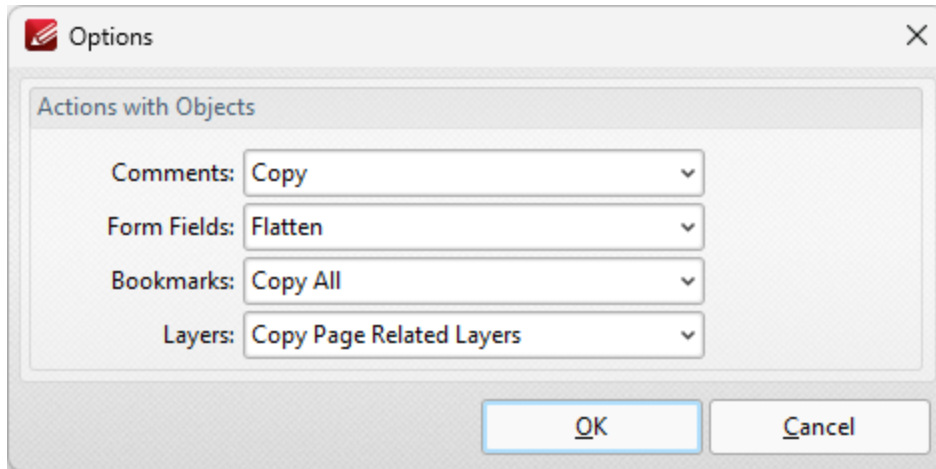 Options
Actions with Objects
Comments: Copy
Form Fields: Flatten
Bookmarks: Copy All
Layers: Copy Page Related Layers
OK Cancel